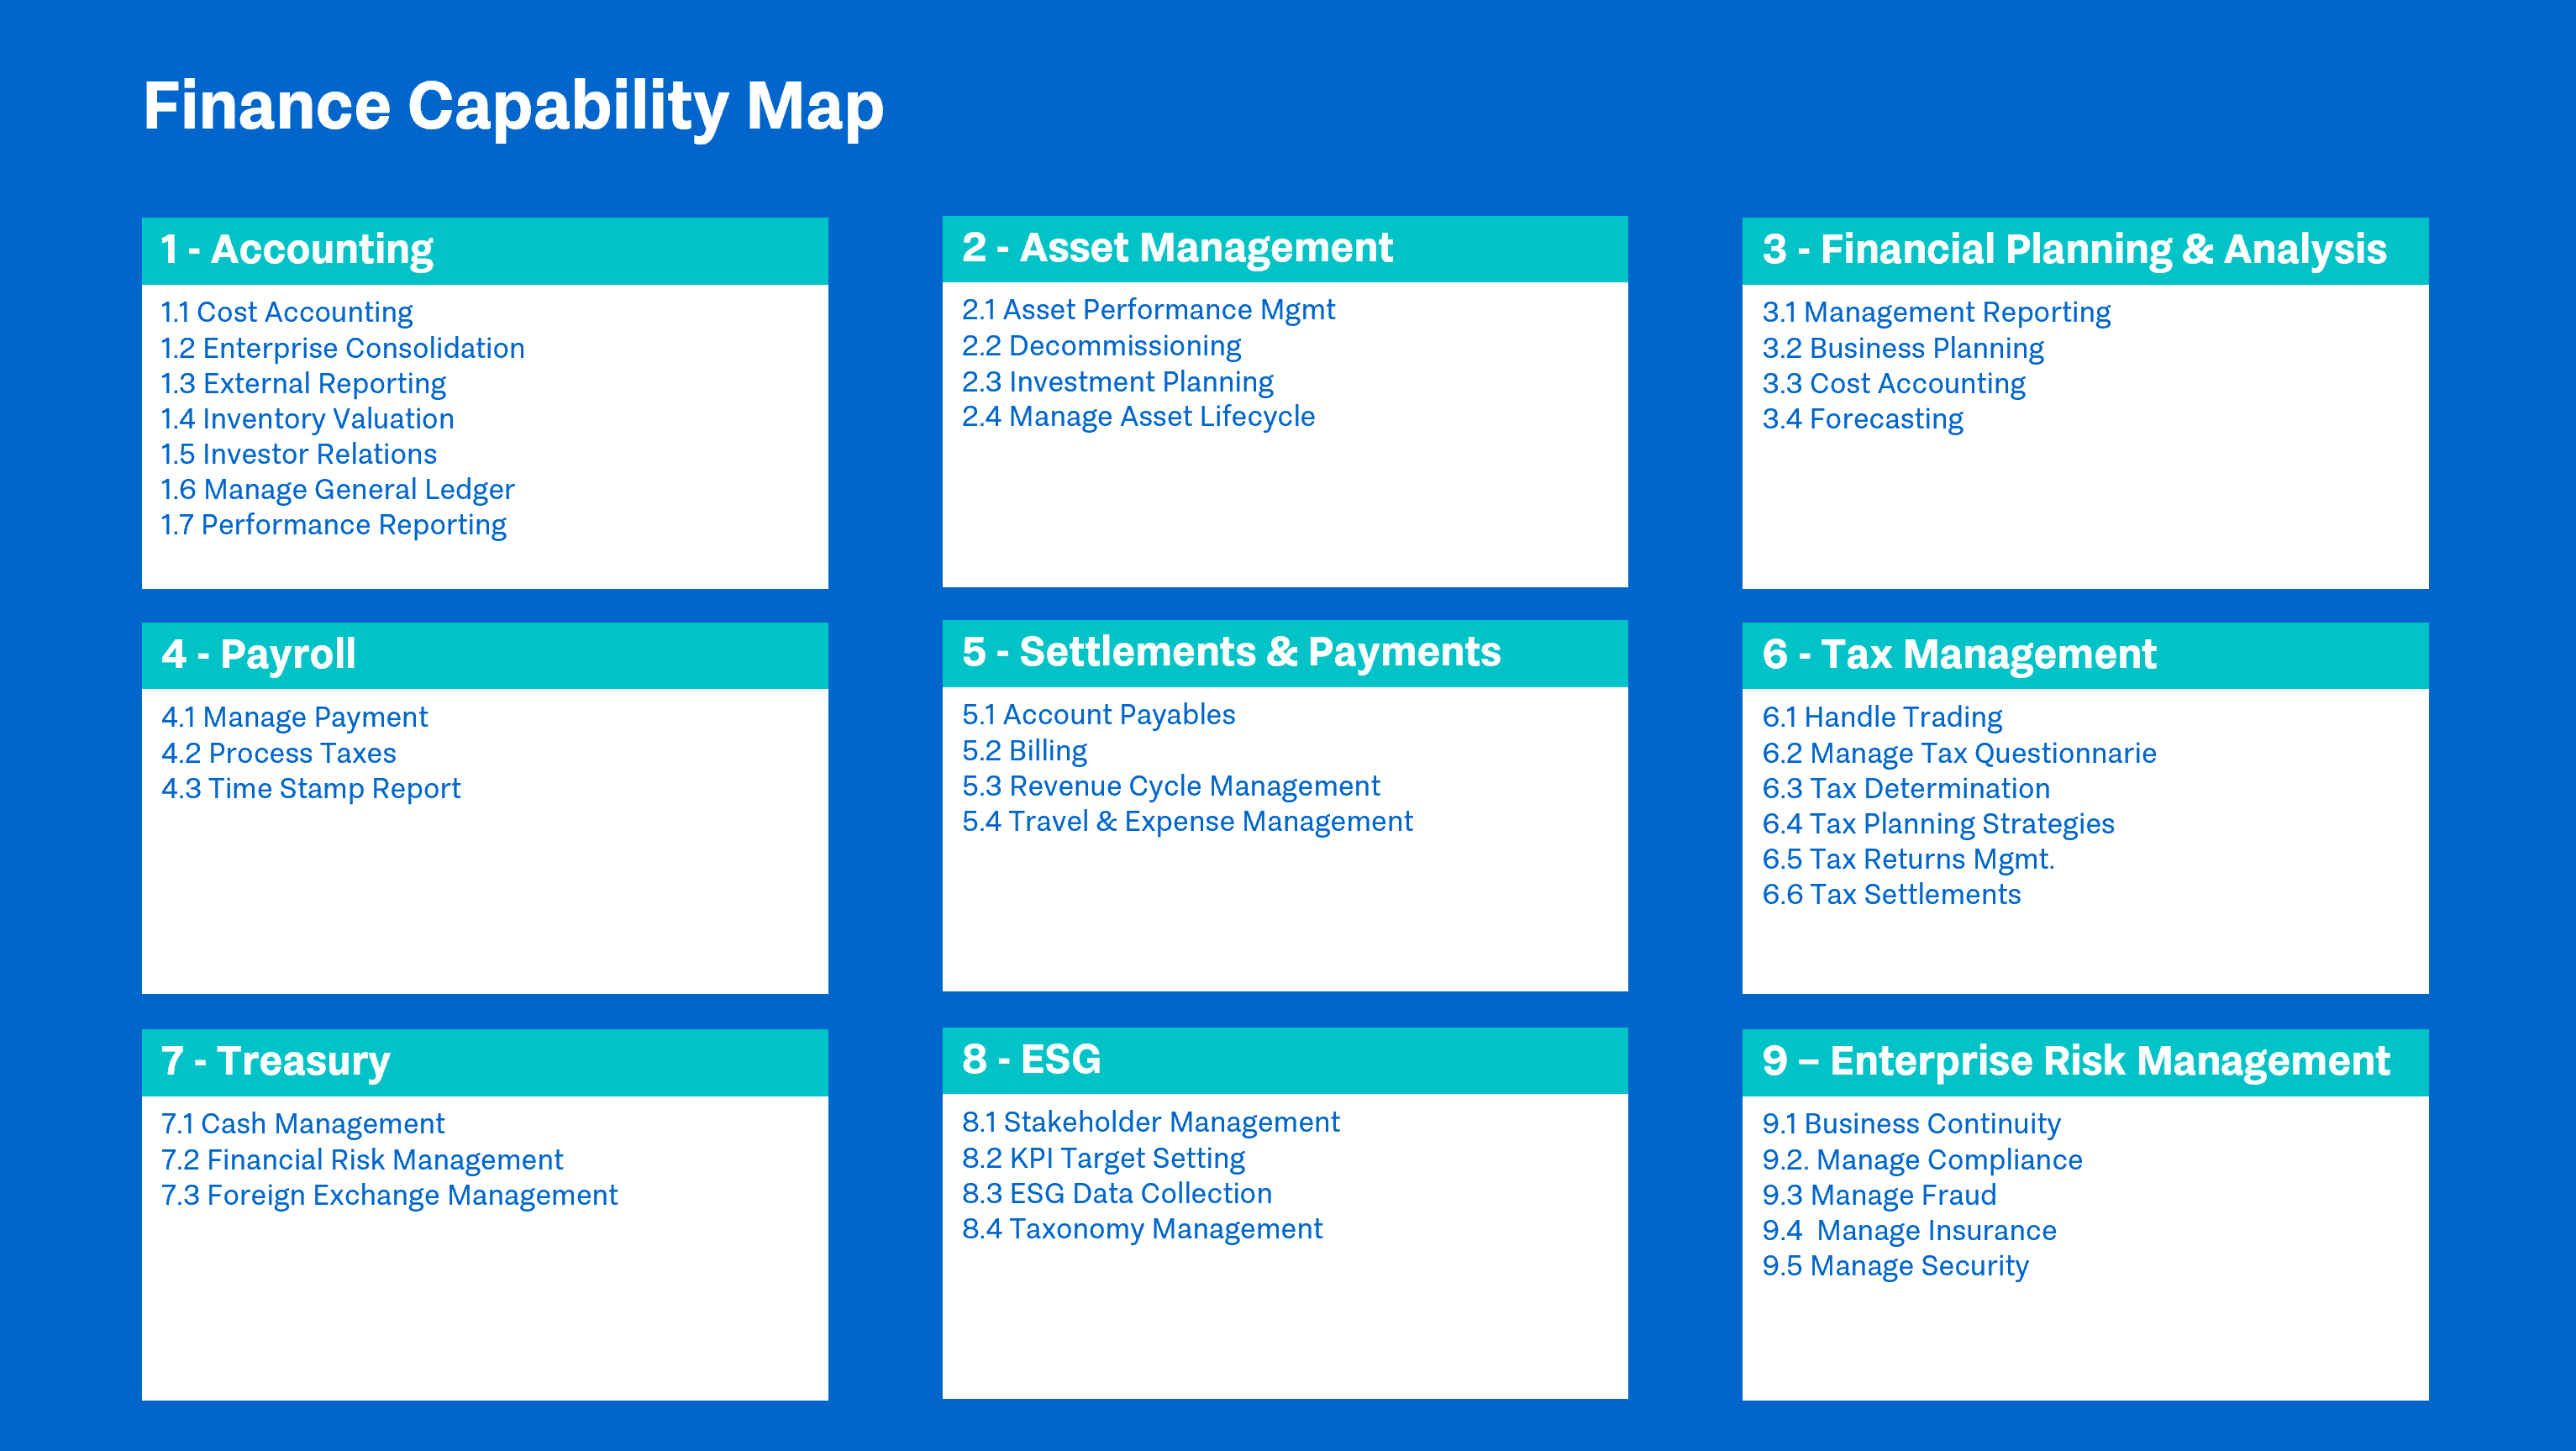 Finance Capability Map
1 - Accounting
1.1 Cost Accounting
1.2 Enterprise Consolidation
1.3 External Reporting
1.4 Inventory Valuation
1.5 Investor Relations
1.6 Manage General Ledger
1.7 Performance Reporting
2 - Asset Management
2.1 Asset Performance Mgmt
2.2 Decommissioning
2.3 Investment Planning
2.4 Manage Asset Lifecycle
3 - Financial Planning & Analysis
3.1 Management Reporting
3.2 Business Planning
3.3 Cost Accounting
3.4 Forecasting
4 - Payroll
4.1 Manage Payment
4.2 Process Taxes
4.3 Time Stamp Report
5 - Settlements & Payments
5.1 Account Payables
5.2 Billing
5.3 Revenue Cycle Management
5.4 Travel & Expense Management
6 - Tax Management
6.1 Handle Trading
6.2 Manage Tax Questionnarie
6.3 Tax Determination
6.4 Tax Planning Strategies
6.5 Tax Returns Mgmt.
6.6 Tax Settlements
7 - Treasury
7.1 Cash Management
7.2 Financial Risk Management
7.3 Foreign Exchange Management
8 - ESG
8.1 Stakeholder Management
8.2 KPI Target Setting
8.3 ESG Data Collection
8.4 Taxonomy Management
9 – Enterprise Risk Management
9.1 Business Continuity
9.2. Manage Compliance
9.3 Manage Fraud
9.4  Manage Insurance
9.5 Manage Security